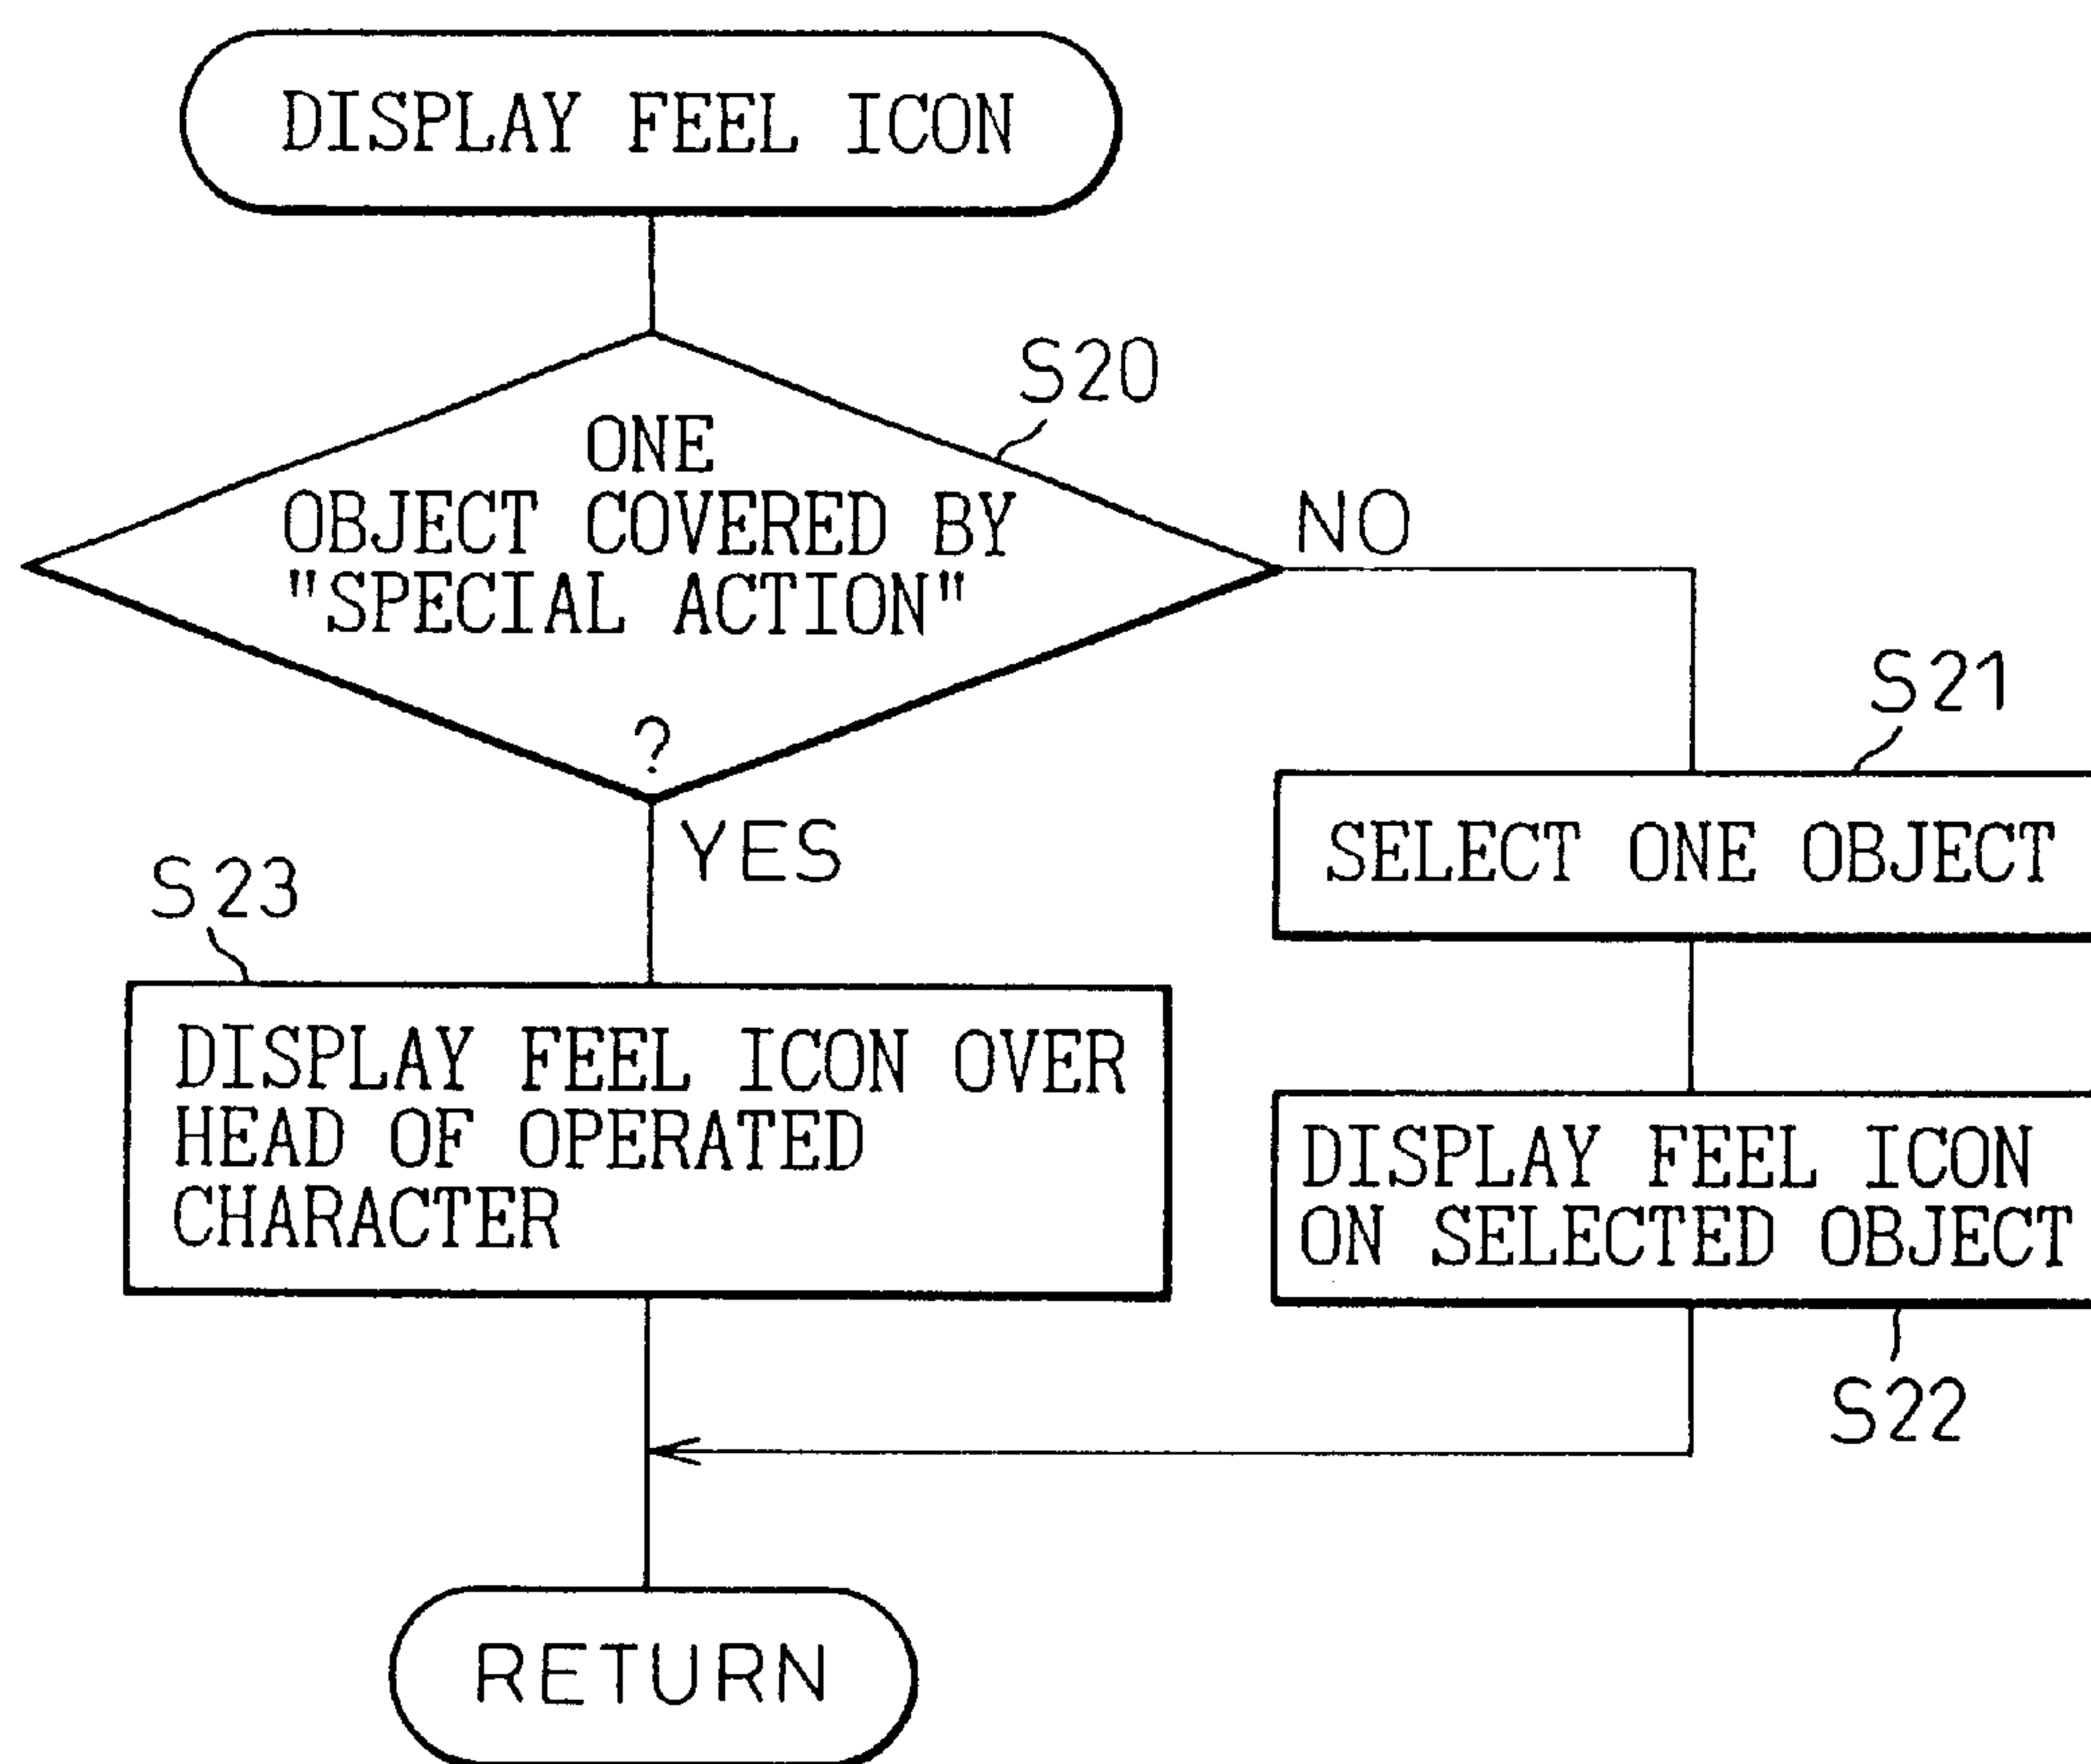 DISPLAY FEEL ICON
S20
ONE
OBJECT COVERED BY
"SPECIAL ACTION"
?
NO
YES
S21
SELECT ONE OBJECT
S23
DISPLAY FEEL ICON OVER
HEAD OF OPERATED
CHARACTER
DISPLAY FEEL ICON
ON SELECTED OBJECT
S22
RETURN